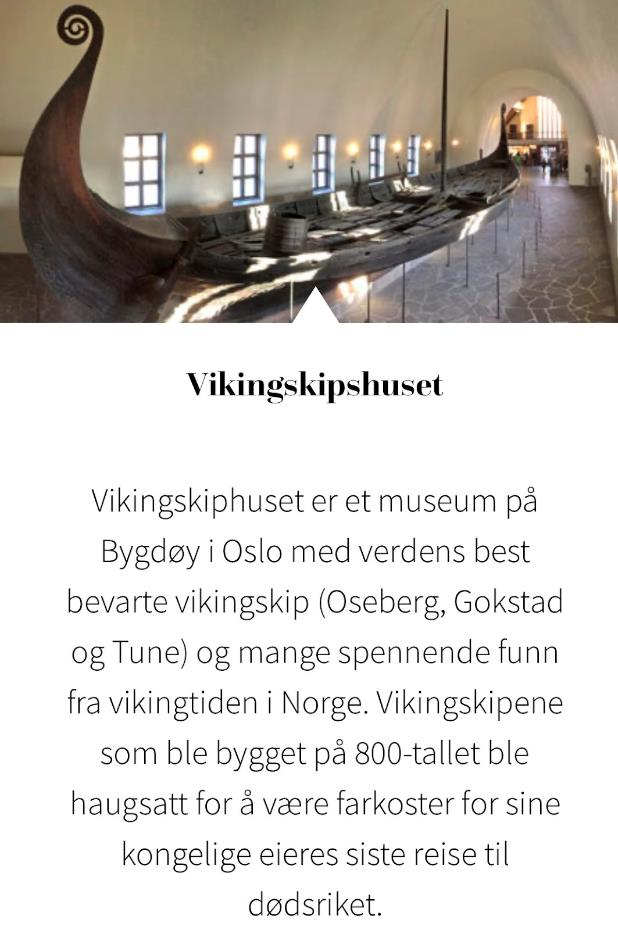 Vikingskipshuset
Vikingskiphuset er et museum på
Bygdøy i Oslo med verdens best
bevarte vikingskip (Oseberg, Gokstad
og Tune) og mange spennende funn
fra vikingtiden i Norge. Vikingskipene
som ble bygget på 800-tallet ble
haugsatt for å være farkoster for sine
kongelige eieres siste reise til
dødsriket.